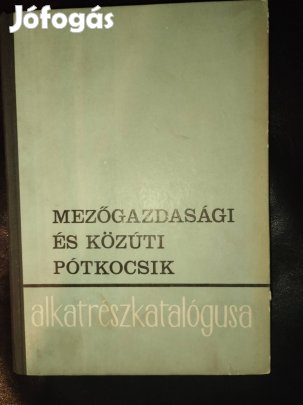 Jófogás
MEZŐGAZDASÁGI
ÉS KÖZÚTI
PÓTKOCSIK
alkatrészkatalógusa